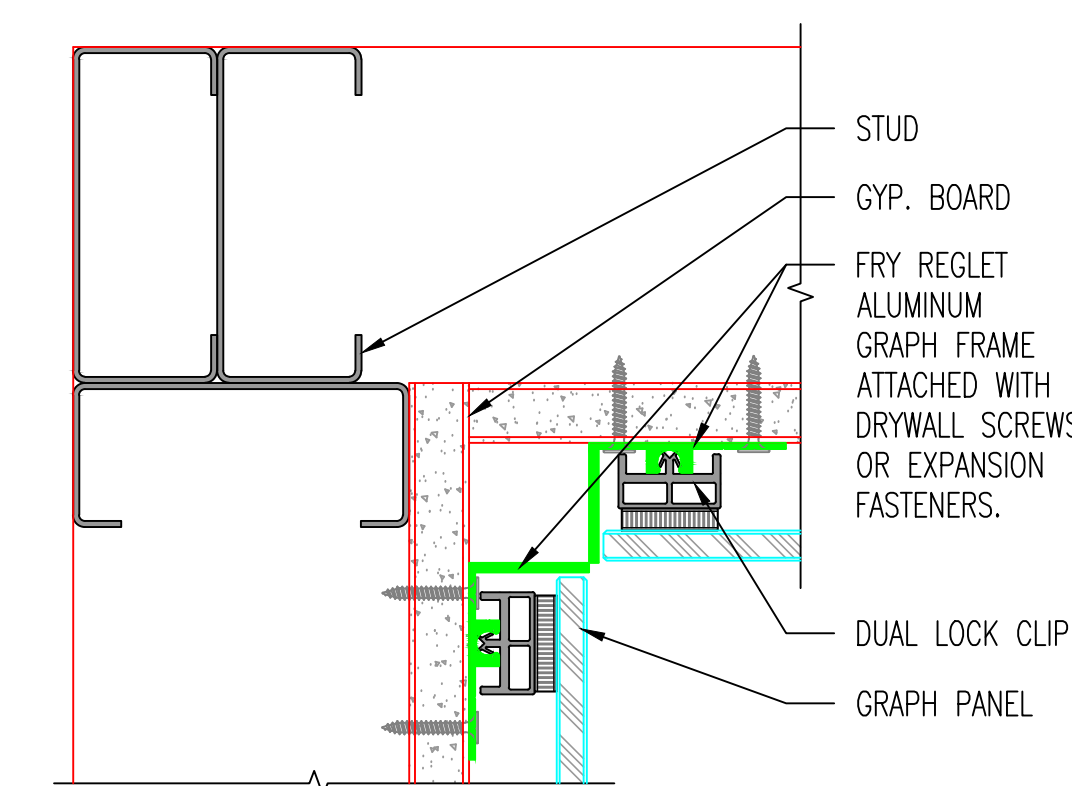 STUD
GYP. BOARD
FRY REGLET
ALUMINUM
GRAPH FRAME
ATTACHED WITH
DRYWALL SCREWS
OR EXPANSION
FASTENERS.
DUAL LOCK CLIP
GRAPH PANEL